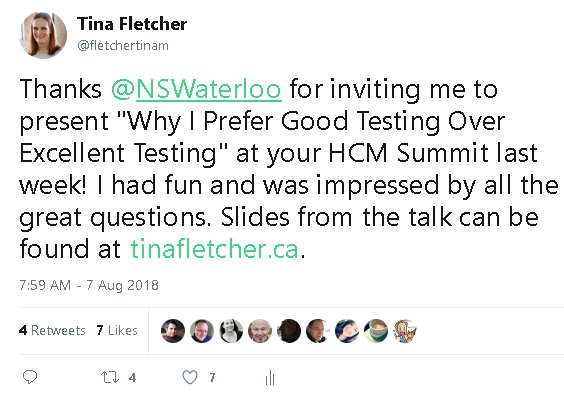 Tina Fletcher
@fletchertinam
Thanks @NSWaterloo for inviting me to
present "Why I Prefer Good Testing Over
Excellent Testing" at your HCM Summit last
week! I had fun and was impressed by all the
great questions. Slides from the talk can be
found at tinafletcher.ca.
7:59 AM - 7 Aug 2018
4 Retweets 7 Likes
4 7